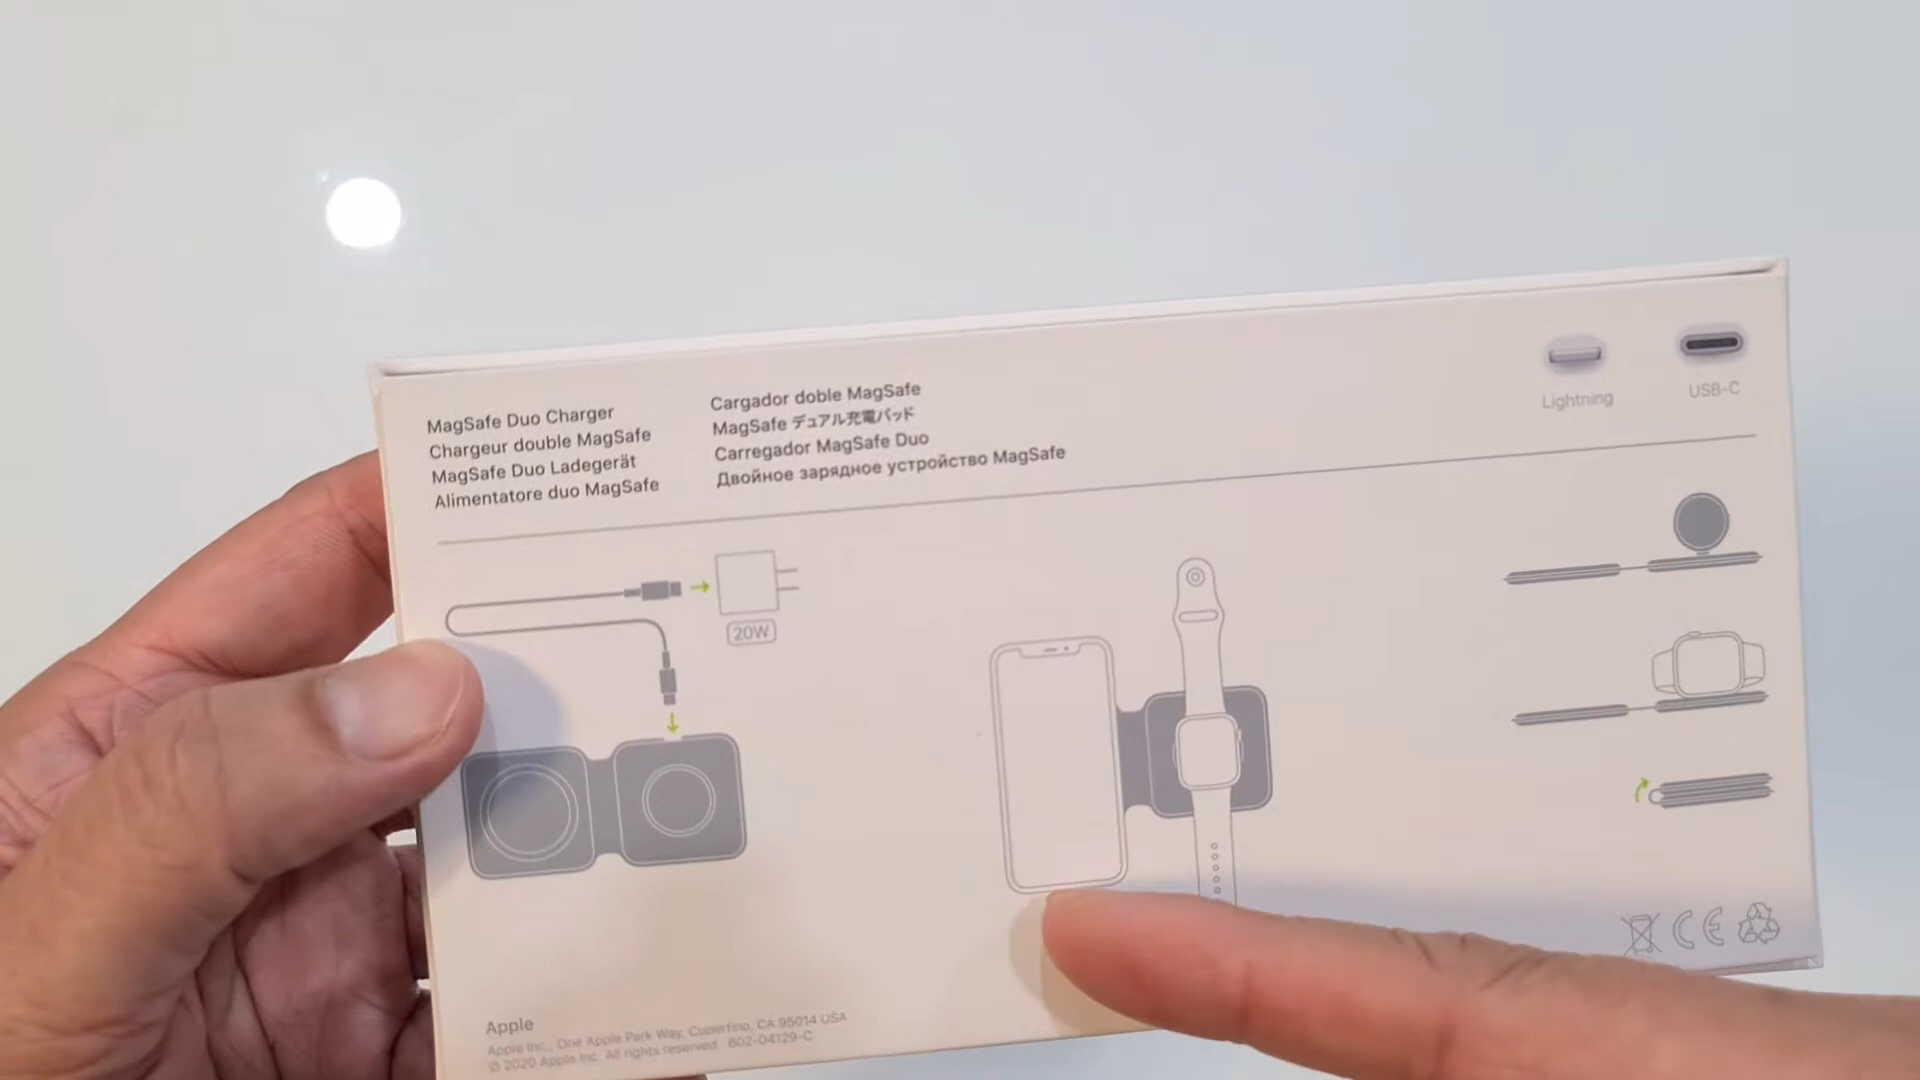 MagSafe Duo Charger
Chargeur double MagSafe
MagSafe Duo Ladegerät
Alimentatore duo MagSafe
Cargador doble MagSafe
MagSafe デュアル充電パッド
Carregador MagSafe Duo
Двойное зарядное устройство MagSafe
Lightning
USB-C
20W
CE
Apple
Apple Inc., One Apple Park Way, Cupertino, CA 95014 USA
© 2020 Apple Inc. All rights reserved. 602-04129-C